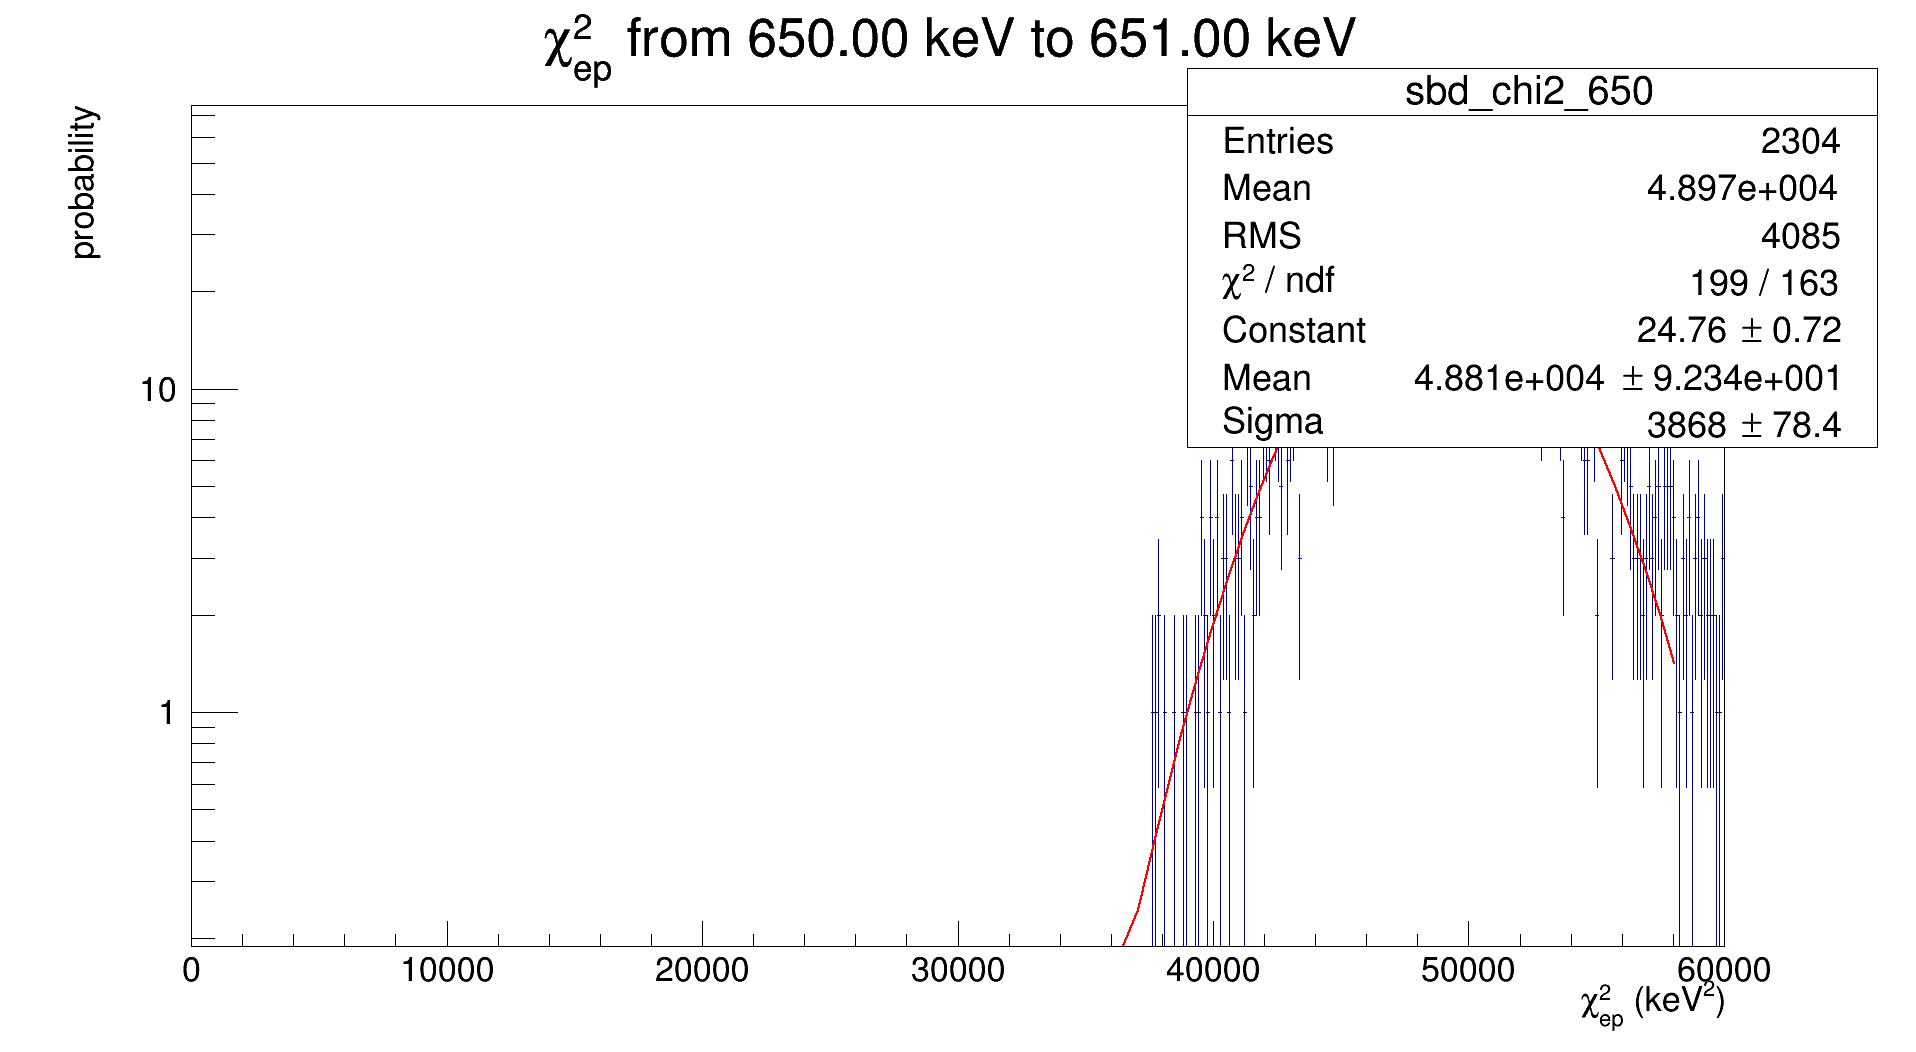 χ²ep from 650.00 keV to 651.00 keV
probability
sbd_chi2_650
Entries 2304
Mean 4.897e+004
RMS 4085
χ² / ndf 199 / 163
Constant 24.76 ± 0.72
Mean 4.881e+004 ± 9.234e+001
Sigma 3868 ± 78.4
10
1
0 10000 20000 30000 40000 50000 60000
χ²ep (keV²)